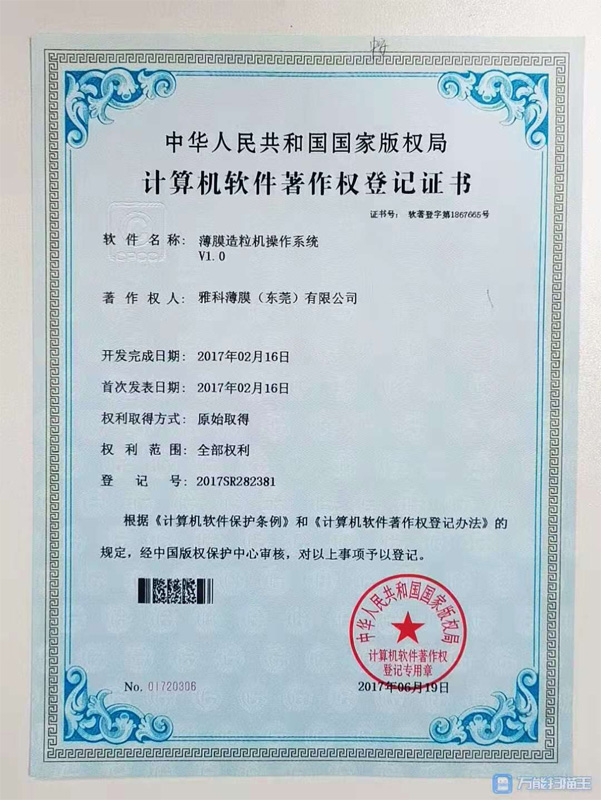 中华人民共和国国家版权局
计算机软件著作权登记证书
证书号： 软著登字第1867665号
软件名称： 薄膜造粒机操作系统
V1.0
著作权人： 雅科薄膜（东莞）有限公司
开发完成日期： 2017年02月16日
首次发表日期： 2017年02月16日
权利取得方式： 原始取得
权利范围： 全部权利
登记号： 2017SR282381
根据《计算机软件保护条例》和《计算机软件著作权登记办法》的
规定，经中国版权保护中心审核，对以上事项予以登记。
中华人民共和国国家版权局
计算机软件著作权
登记专用章
No. 01720306
2017年06月19日
万能扫描王